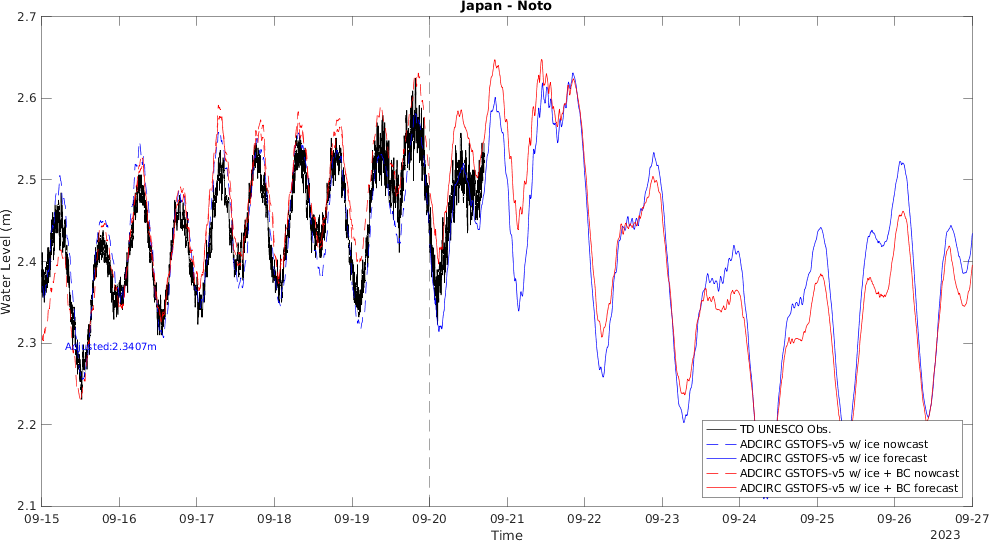 Japan - Noto
Water Level (m)
2.7
2.6
2.5
2.4
2.3
2.2
2.1
Adjusted:2.3407m
TD UNESCO Obs.
ADCIRC GSTOFS-v5 w/ ice nowcast
ADCIRC GSTOFS-v5 w/ ice forecast
ADCIRC GSTOFS-v5 w/ ice + BC nowcast
ADCIRC GSTOFS-v5 w/ ice + BC forecast
09-15 09-16 09-17 09-18 09-19 09-20 09-21 09-22 09-23 09-24 09-25 09-26 09-27
Time
2023